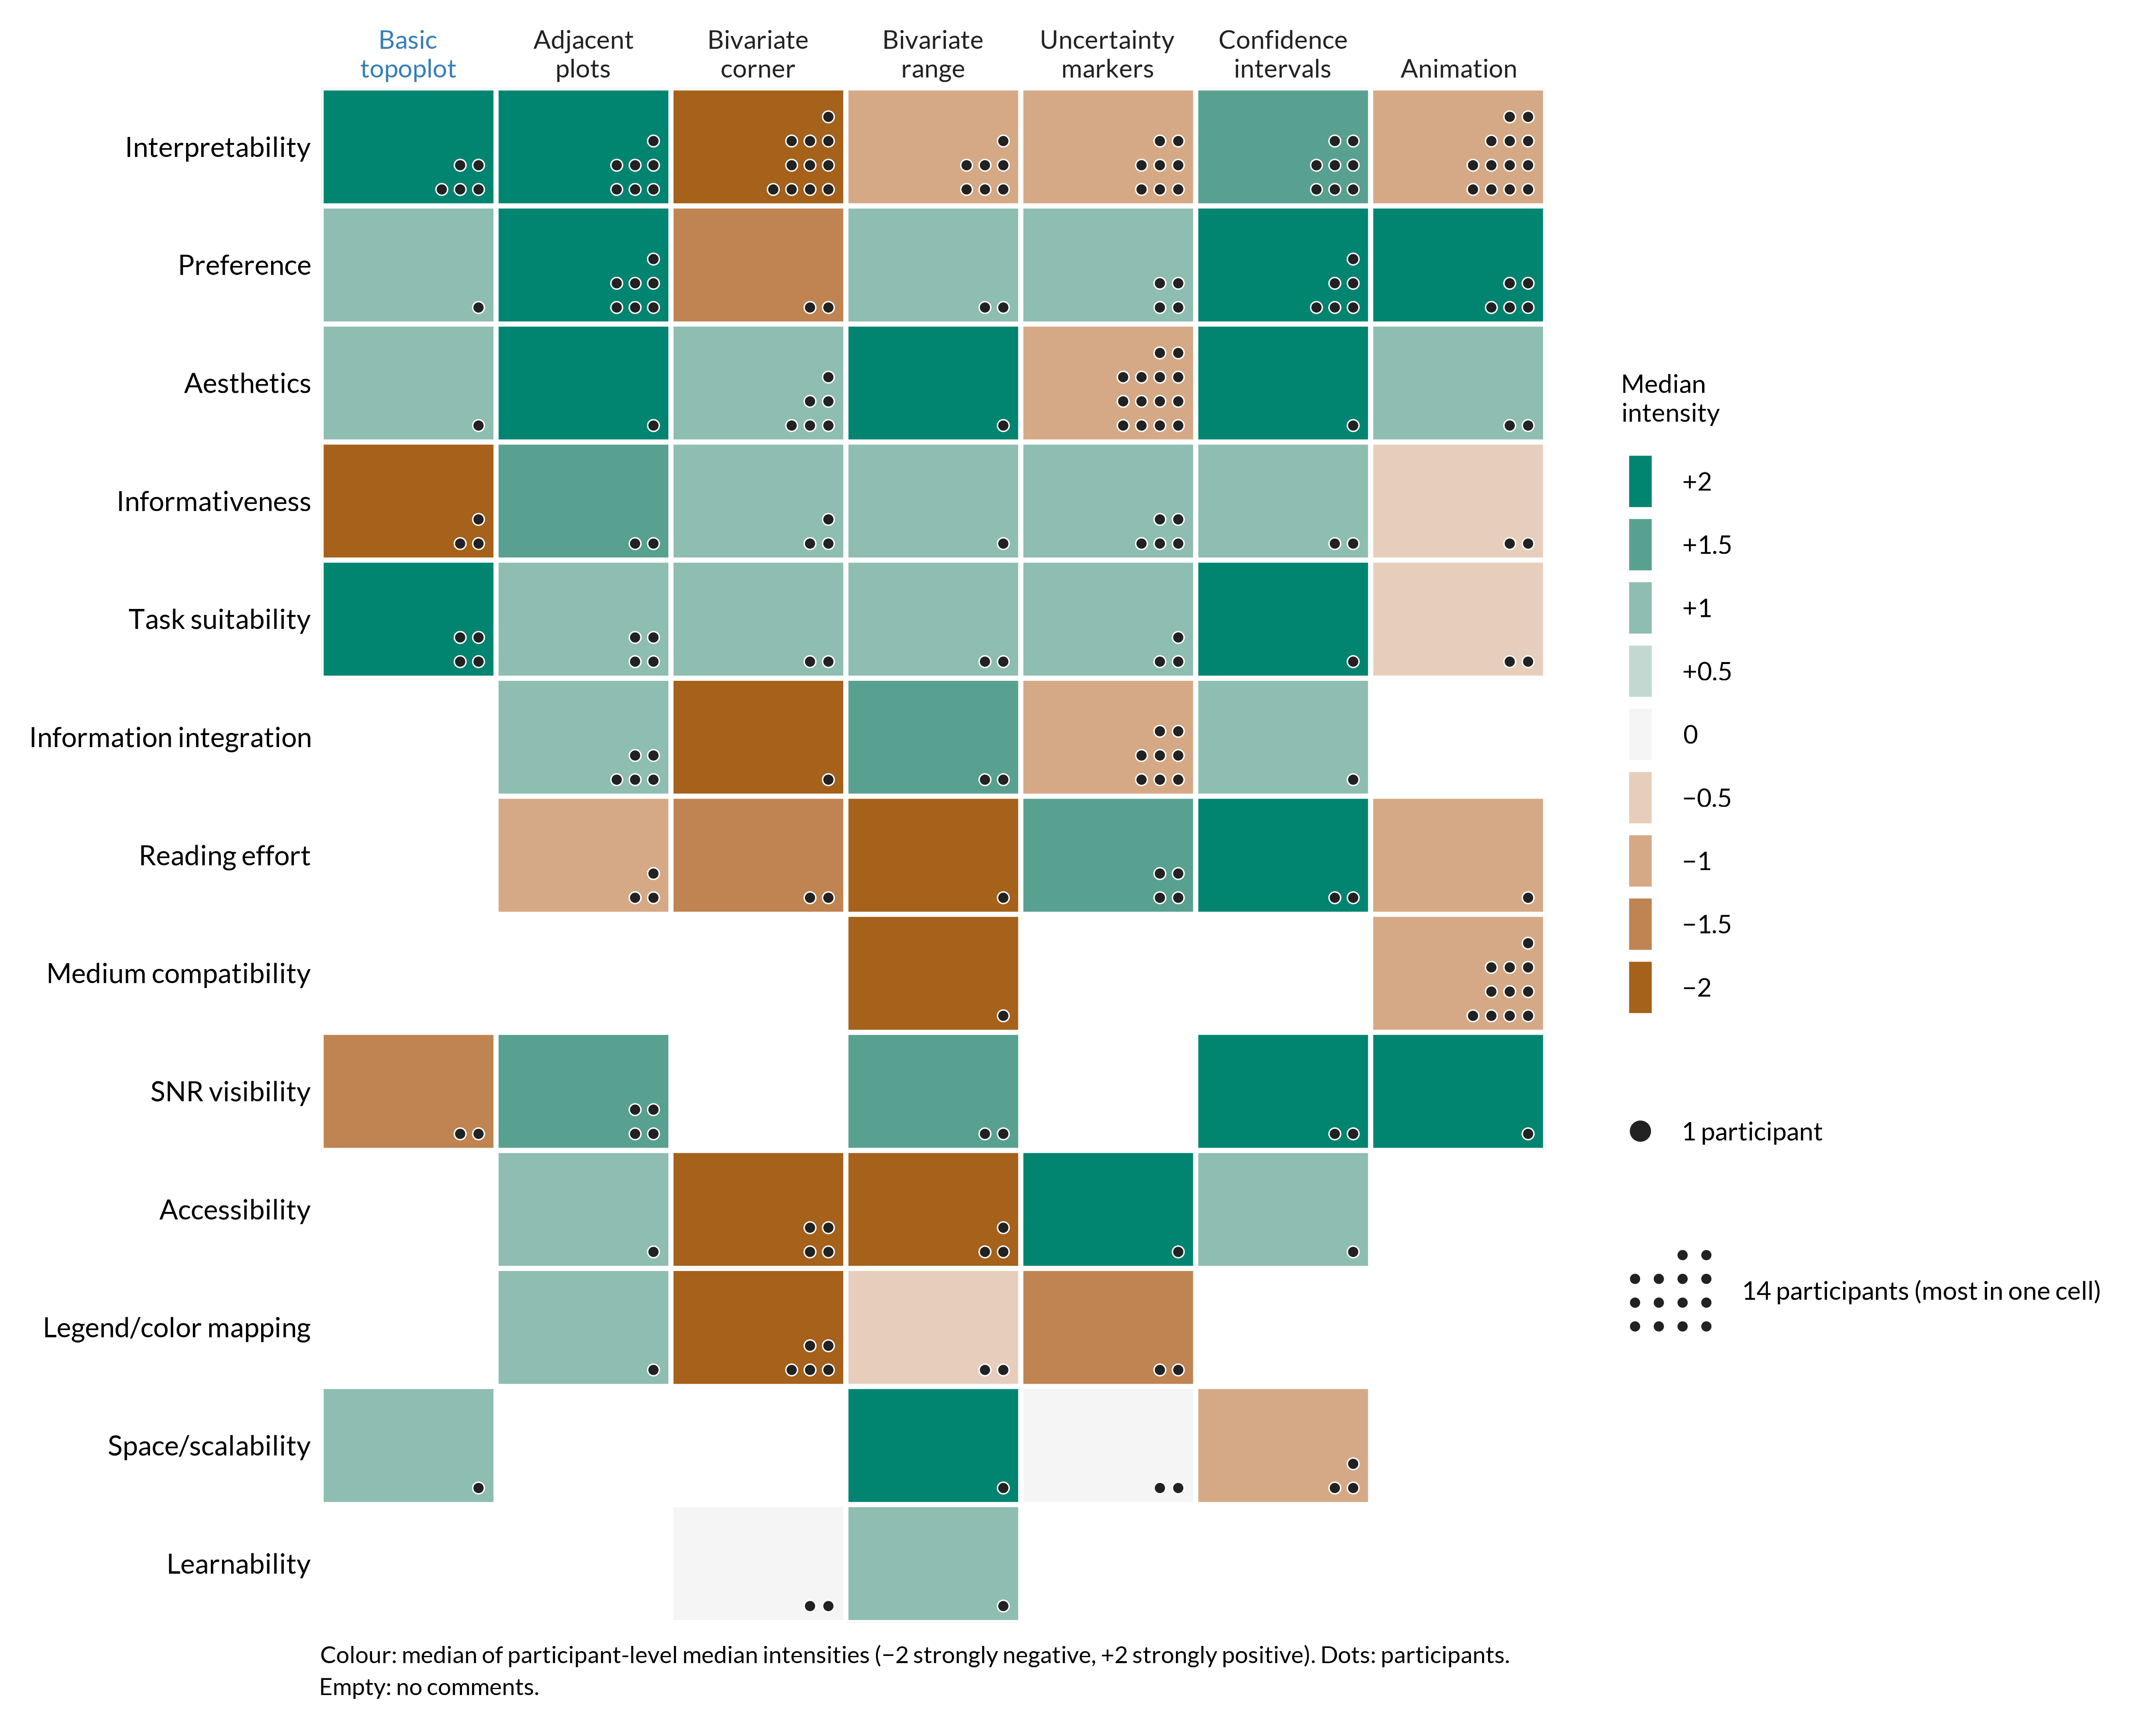 Basic
topoplot
Adjacent
plots
Bivariate
corner
Bivariate
range
Uncertainty
markers
Confidence
intervals
Animation
Interpretability
Preference
Aesthetics
Informativeness
Task suitability
Information integration
Reading effort
Medium compatibility
SNR visibility
Accessibility
Legend/color mapping
Space/scalability
Learnability
Median
intensity
+2
+1.5
+1
+0.5
0
−0.5
−1
−1.5
−2
1 participant
14 participants (most in one cell)
Colour: median of participant-level median intensities (−2 strongly negative, +2 strongly positive). Dots: participants.
Empty: no comments.